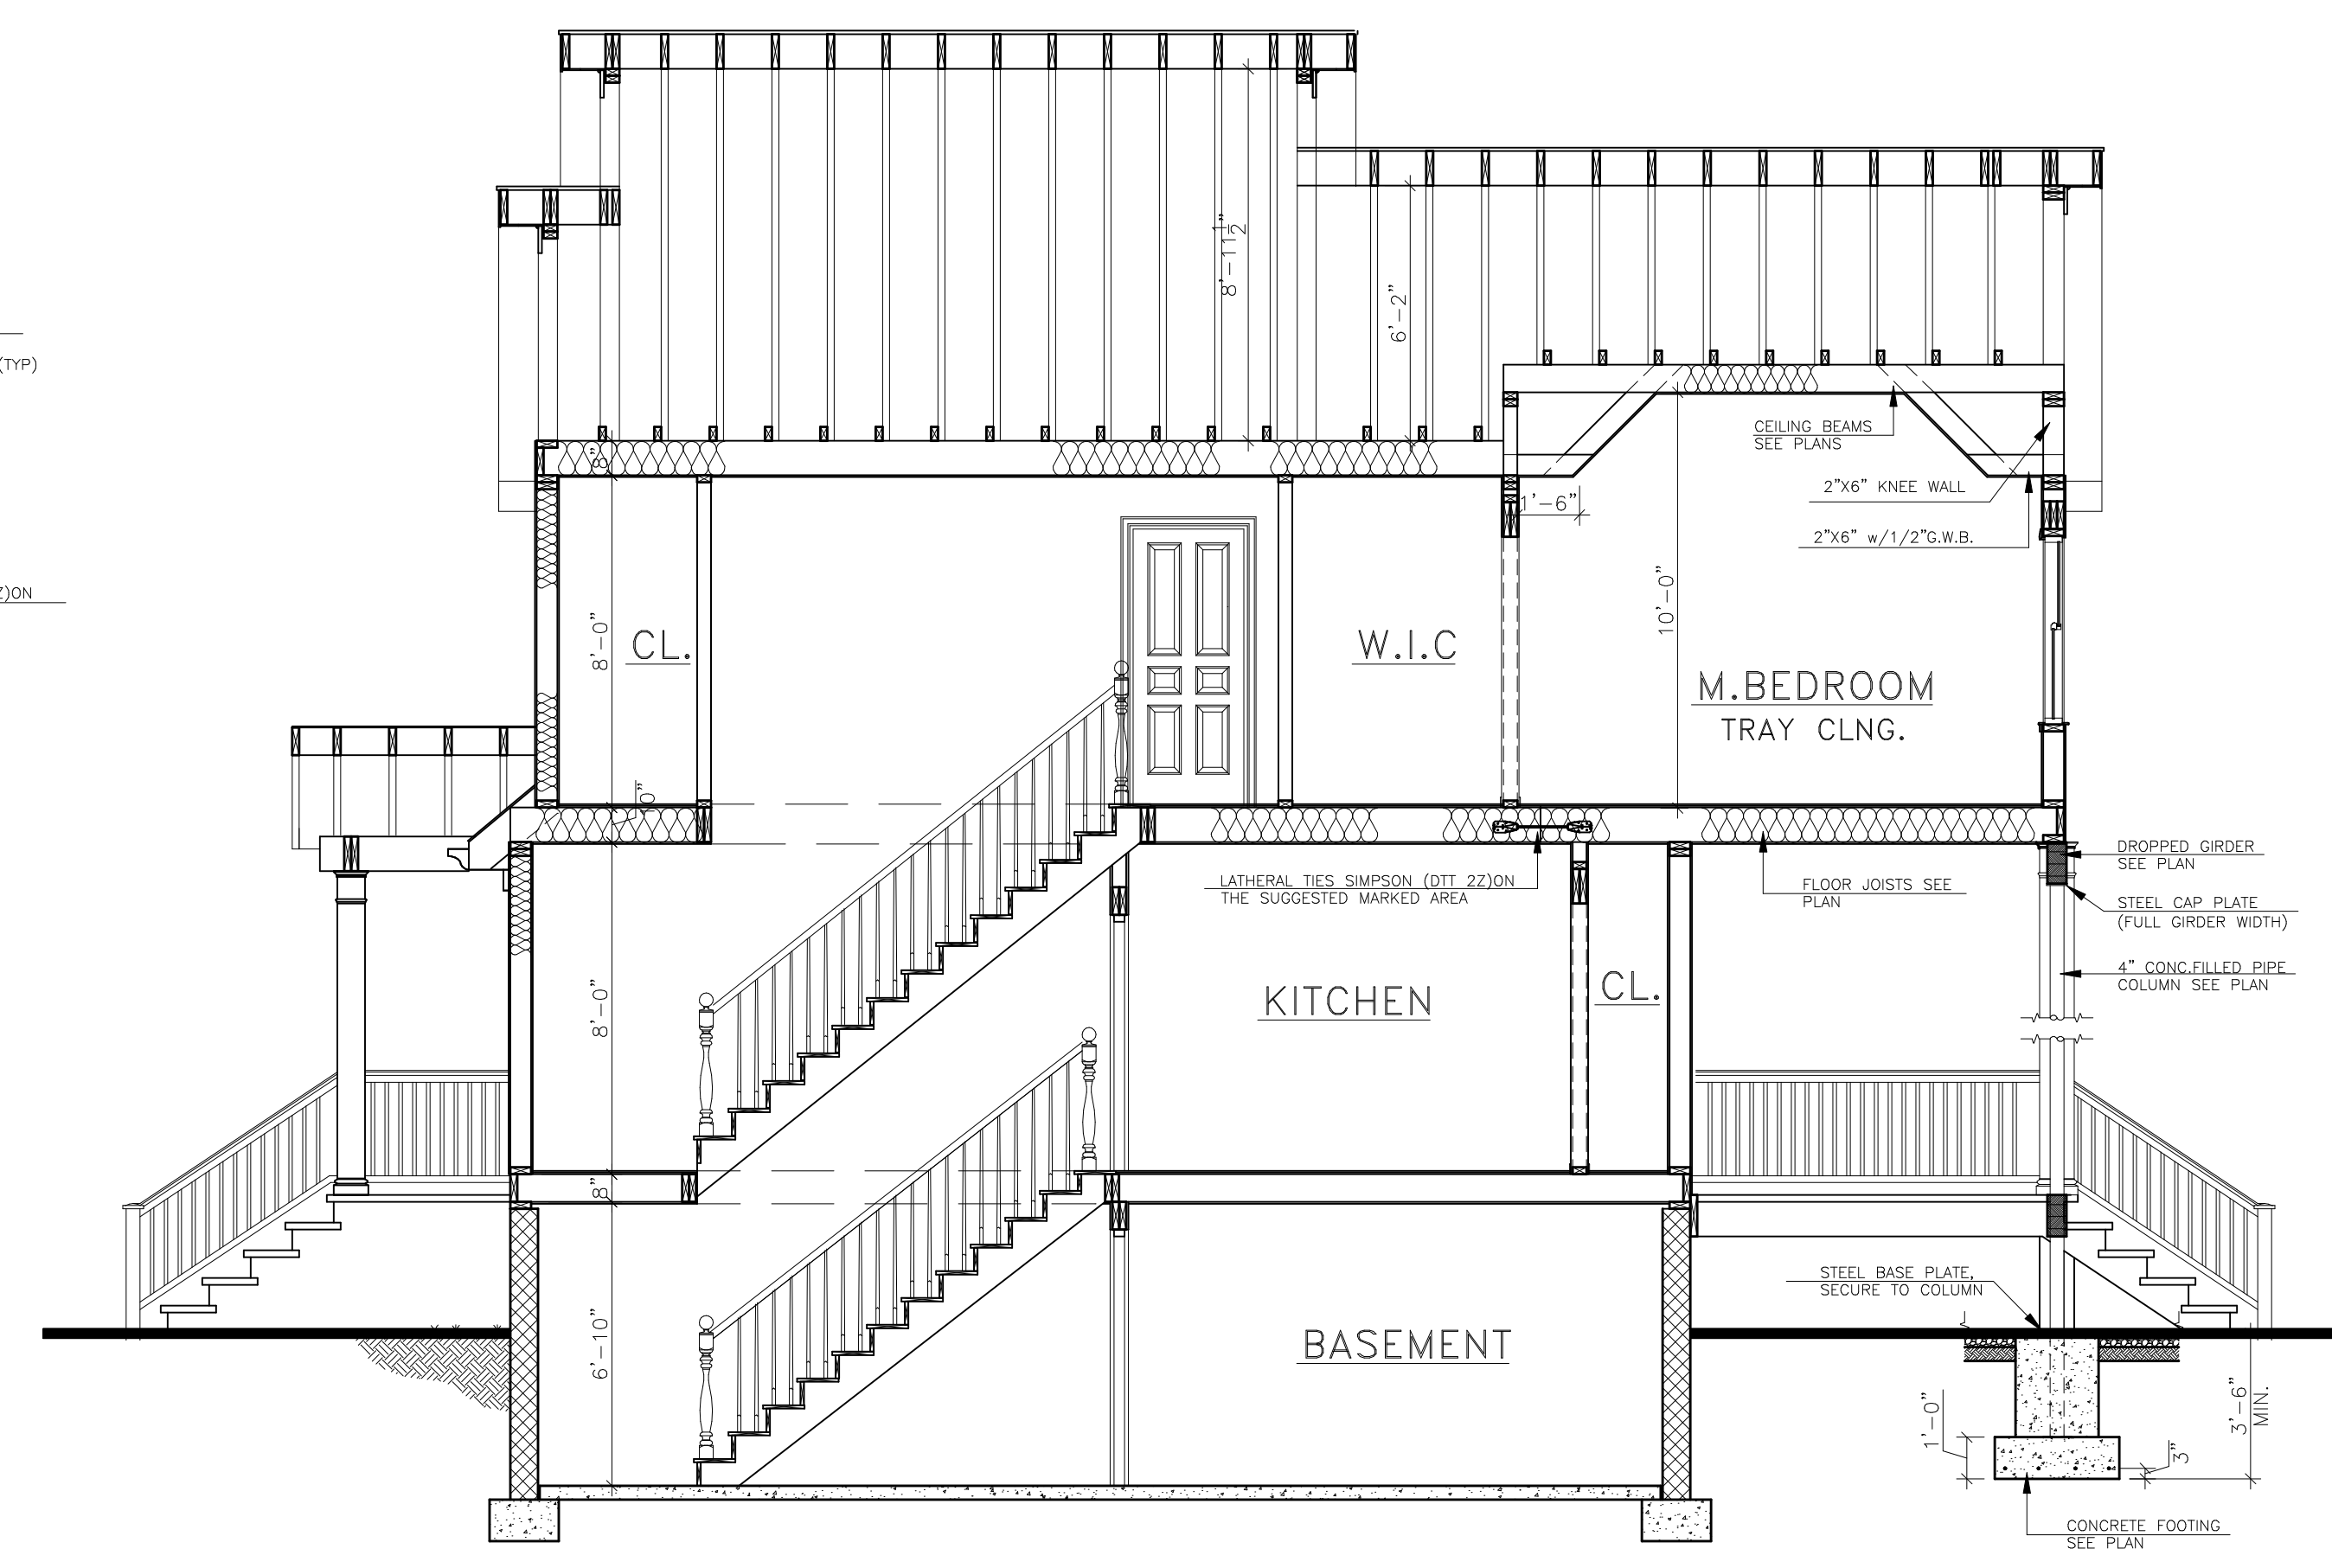 8'-11 1/2"
6'-2"
(TYP)
CEILING BEAMS
SEE PLANS
8"
2"X6" KNEE WALL
1'-6"
2"X6" w/1/2"G.W.B.
Z)ON
10'-0"
8'-0"
CL.
W.I.C
M.BEDROOM
TRAY CLNG.
DROPPED GIRDER
SEE PLAN
LATHERAL TIES SIMPSON (DTT 2Z)ON
THE SUGGESTED MARKED AREA
FLOOR JOISTS SEE
PLAN
STEEL CAP PLATE
(FULL GIRDER WIDTH)
4" CONC.FILLED PIPE
COLUMN SEE PLAN
8'-0"
KITCHEN
CL.
8"
STEEL BASE PLATE,
SECURE TO COLUMN
6'-10"
BASEMENT
1'-0"
3"
3'-6"
MIN.
CONCRETE FOOTING
SEE PLAN